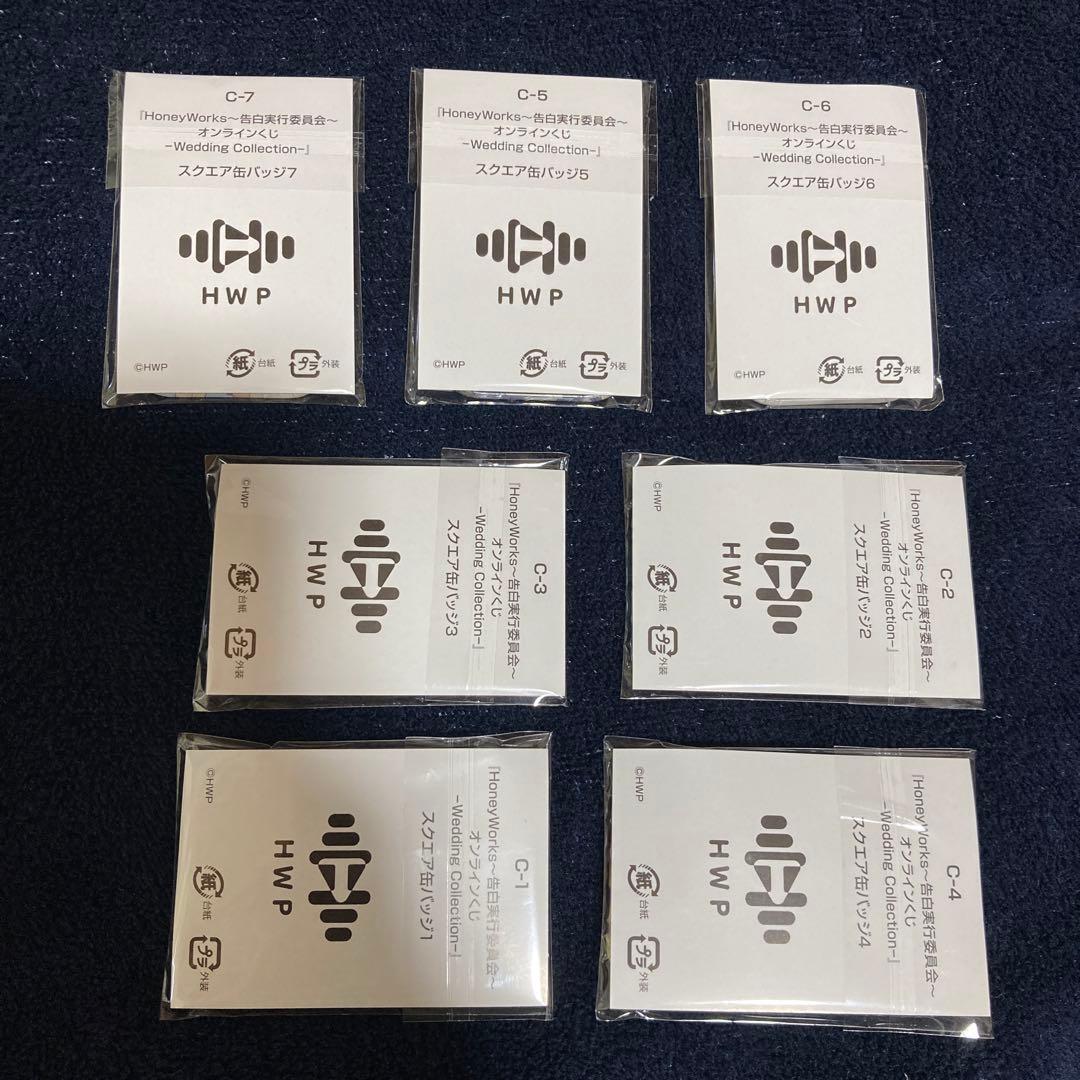 C-7
『HoneyWorks〜告白実行委員会〜
オンラインくじ
-Wedding Collection-』
スクエア缶バッジ7
HWP
©HWP
紙 台紙
プラ 外装
C-5
『HoneyWorks〜告白実行委員会〜
オンラインくじ
-Wedding Collection-』
スクエア缶バッジ5
HWP
©HWP
紙 台紙
プラ 外装
C-6
『HoneyWorks〜告白実行委員会〜
オンラインくじ
-Wedding Collection-』
スクエア缶バッジ6
HWP
©HWP
紙 台紙
プラ 外装
C-3
『HoneyWorks〜告白実行委員会〜
オンラインくじ
-Wedding Collection-』
スクエア缶バッジ3
HWP
©HWP
紙 台紙
プラ 外装
C-2
『HoneyWorks〜告白実行委員会〜
オンラインくじ
-Wedding Collection-』
スクエア缶バッジ2
HWP
©HWP
紙 台紙
プラ 外装
C-1
『HoneyWorks〜告白実行委員会〜
オンラインくじ
-Wedding Collection-』
スクエア缶バッジ1
HWP
©HWP
紙 台紙
プラ 外装
C-4
『HoneyWorks〜告白実行委員会〜
オンラインくじ
-Wedding Collection-』
スクエア缶バッジ4
HWP
©HWP
紙 台紙
プラ 外装